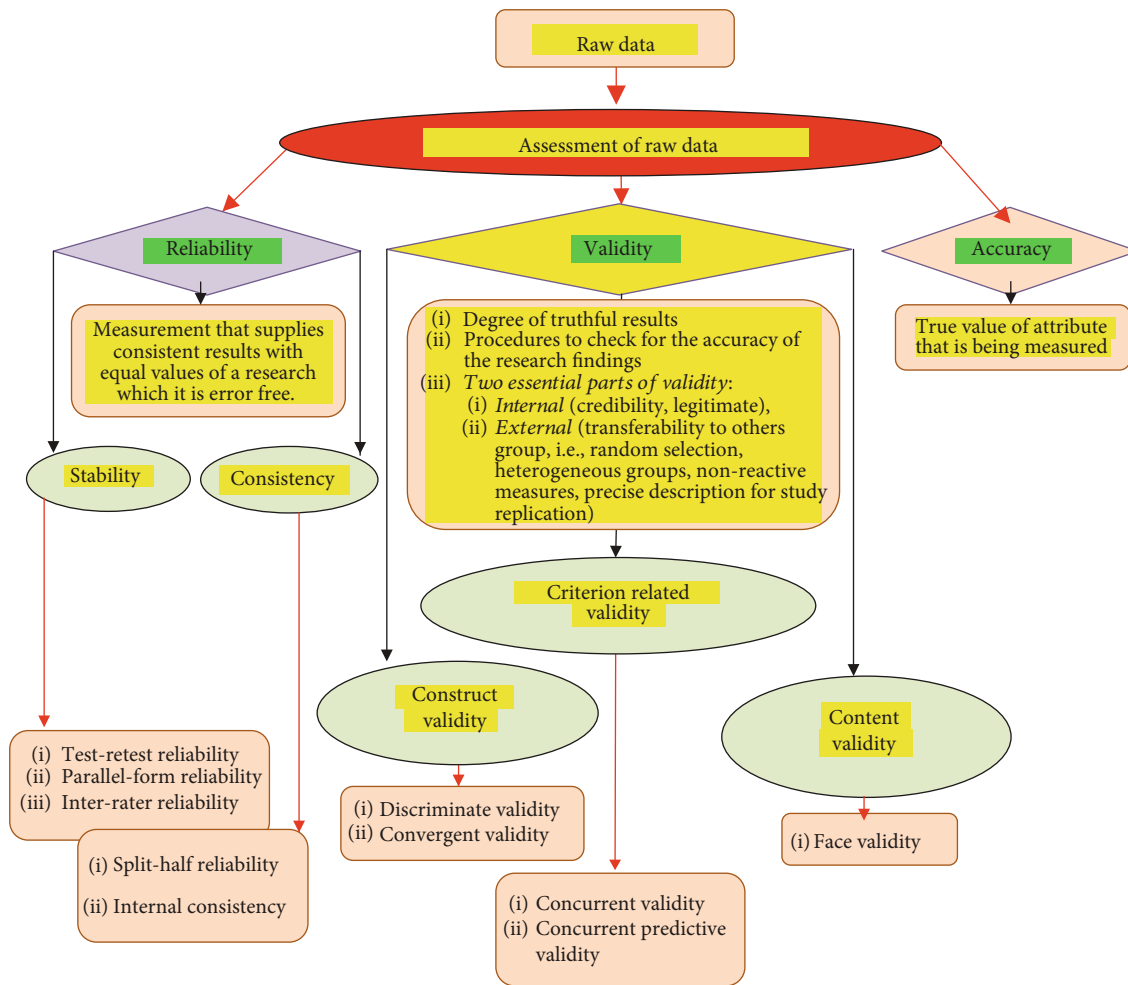 Raw data
Assessment of raw data
Reliability
Validity
Accuracy
Measurement that supplies
consistent results with
equal values of a research
which it is error free.
(i) Degree of truthful results
(ii) Procedures to check for the accuracy of
the research findings
(iii) Two essential parts of validity:
(i) Internal (credibility, legitimate),
(ii) External (transferability to others
group, i.e., random selection,
heterogeneous groups, non-reactive
measures, precise description for study
replication)
True value of attribute
that is being measured
Stability
Consistency
Criterion related
validity
Construct
validity
Content
validity
(i) Test-retest reliability
(ii) Parallel-form reliability
(iii) Inter-rater reliability
(i) Split-half reliability
(ii) Internal consistency
(i) Discriminate validity
(ii) Convergent validity
(i) Concurrent validity
(ii) Concurrent predictive
validity
(i) Face validity